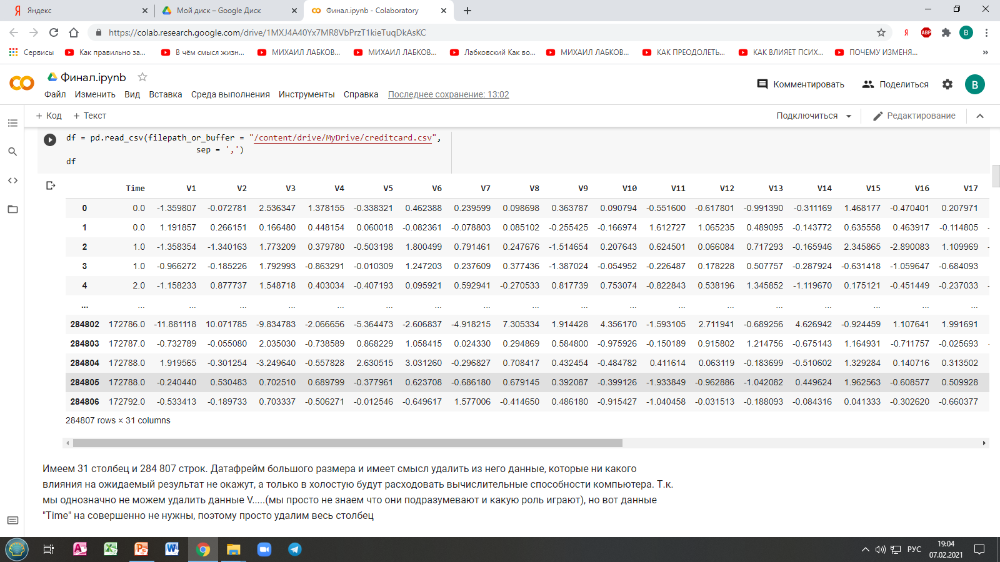 Яндекс
Мой диск – Google Диск
Финал.ipynb - Colaboratory
https://colab.research.google.com/drive/1MXJ4A40Yx7MR8VbPrzT1kieTuqDkAsKC
Я
ABP
B
Сервисы
Как правильно за...
В чём смысл жизн...
МИХАИЛ ЛАБКОВ...
МИХАИЛ ЛАБКОВ...
Лабковский Как во...
МИХАИЛ ЛАБКОВ...
КАК ПРЕОДОЛЕТЬ...
КАК ВЛИЯЕТ ПСИХ...
ПОЧЕМУ ИЗМЕНЯ...
»
Финал.ipynb
Комментировать
Поделиться
B
Файл Изменить Вид Вставка Среда выполнения Инструменты Справка Последнее сохранение: 13:02
+ Код + Текст
Подключиться
Редактирование
df = pd.read_csv(filepath_or_buffer = "/content/drive/MyDrive/creditcard.csv",
sep = ',')
df
Time V1 V2 V3 V4 V5 V6 V7 V8 V9 V10 V11 V12 V13 V14 V15 V16 V17
0 0.0 -1.359807 -0.072781 2.536347 1.378155 -0.338321 0.462388 0.239599 0.098698 0.363787 0.090794 -0.551600 -0.617801 -0.991390 -0.311169 1.468177 -0.470401 0.207971
1 0.0 1.191857 0.266151 0.166480 0.448154 0.060018 -0.082361 -0.078803 0.085102 -0.255425 -0.166974 1.612727 1.065235 0.489095 -0.143772 0.635558 0.463917 -0.114805 -
2 1.0 -1.358354 -1.340163 1.773209 0.379780 -0.503198 1.800499 0.791461 0.247676 -1.514654 0.207643 0.624501 0.066084 0.717293 -0.165946 2.345865 -2.890083 1.109969 -
3 1.0 -0.966272 -0.185226 1.792993 -0.863291 -0.010309 1.247203 0.237609 0.377436 -1.387024 -0.054952 -0.226487 0.178228 0.507757 -0.287924 -0.631418 -1.059647 -0.684093
4 2.0 -1.158233 0.877737 1.548718 0.403034 -0.407193 0.095921 0.592941 -0.270533 0.817739 0.753074 -0.822843 0.538196 1.345852 -1.119670 0.175121 -0.451449 -0.237033 -
... ... ... ... ... ... ... ... ... ... ... ... ... ... ... ... ... ... ...
284802 172786.0 -11.881118 10.071785 -9.834783 -2.066656 -5.364473 -2.606837 -4.918215 7.305334 1.914428 4.356170 -1.593105 2.711941 -0.689256 4.626942 -0.924459 1.107641 1.991691
284803 172787.0 -0.732789 -0.055080 2.035030 -0.738589 0.868229 1.058415 0.024330 0.294869 0.584800 -0.975926 -0.150189 0.915802 1.214756 -0.675143 1.164931 -0.711757 -0.025693 -
284804 172788.0 1.919565 -0.301254 -3.249640 -0.557828 2.630515 3.031260 -0.296827 0.708417 0.432454 -0.484782 0.411614 0.063119 -0.183699 -0.510602 1.329284 0.140716 0.313502
284805 172788.0 -0.240440 0.530483 0.702510 0.689799 -0.377961 0.623708 -0.686180 0.679145 0.392087 -0.399126 -1.933849 -0.962886 -1.042082 0.449624 1.962563 -0.608577 0.509928
284806 172792.0 -0.533413 -0.189733 0.703337 -0.506271 -0.012546 -0.649617 1.577006 -0.414650 0.486180 -0.915427 -1.040458 -0.031513 -0.188093 -0.084316 0.041333 -0.302620 -0.660377
284807 rows × 31 columns
Имеем 31 столбец и 284 807 строк. Датафрейм большого размера и имеет смысл удалить из него данные, которые ни какого
влияния на ожидаемый результат не окажут, а только в холостую будут расходовать вычислительные способности компьютера. Т.к.
мы однозначно не можем удалить данные V.....(мы просто не знаем что они подразумевают и какую роль играют), но вот данные
"Time" на совершенно не нужны, поэтому просто удалим весь столбец
РУС
19:04
07.02.2021